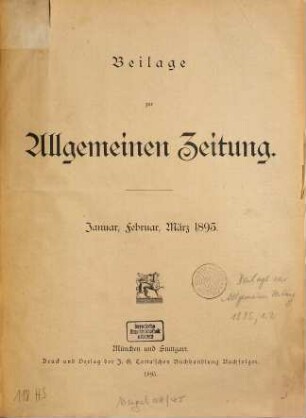 Beilage
zur
Allgemeinen Zeitung.
Januar, Februar, März 1895.
München und Stuttgart.
Druck und Verlag der J. G. Cotta'schen Buchhandlung Nachfolger.
1895.